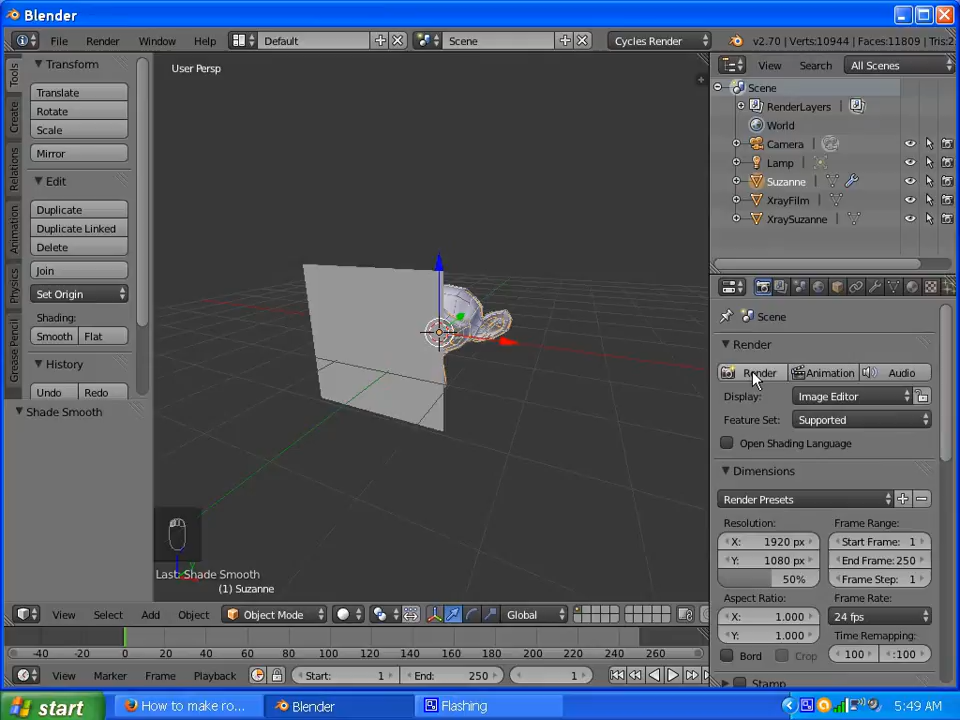 Blender
File Render Window Help Default Scene Cycles Render v2.70 | Verts:10944 | Faces:11809 | Tris:2
Tools
Create
Relations
Animation
Physics
Grease Pencil
Transform
Translate
Rotate
Scale
Mirror
Edit
Duplicate
Duplicate Linked
Delete
Join
Set Origin
Shading:
Smooth Flat
History
Undo Redo
Shade Smooth
User Persp
Last: Shade Smooth
(1) Suzanne
View Select Add Object Object Mode Global
-40 -20 0 20 40 60 80 100 120 140 160 180 200 220 240 260 280
View Marker Frame Playback Start: 1 End: 250 1
View Search All Scenes
Scene
RenderLayers
World
Camera
Lamp
Suzanne
XrayFilm
XraySuzanne
Scene
Render
Render Animation Audio
Display: Image Editor
Feature Set: Supported
Open Shading Language
Dimensions
Render Presets
Resolution: Frame Range:
X: 1920 px Start Frame: 1
Y: 1080 px End Frame: 250
50% Frame Step: 1
Aspect Ratio: Frame Rate:
X: 1.000 24 fps
Y: 1.000 Time Remapping:
Bord Crop 100 :100
Stamp
start How to make ro... Blender Flashing 5:49 AM